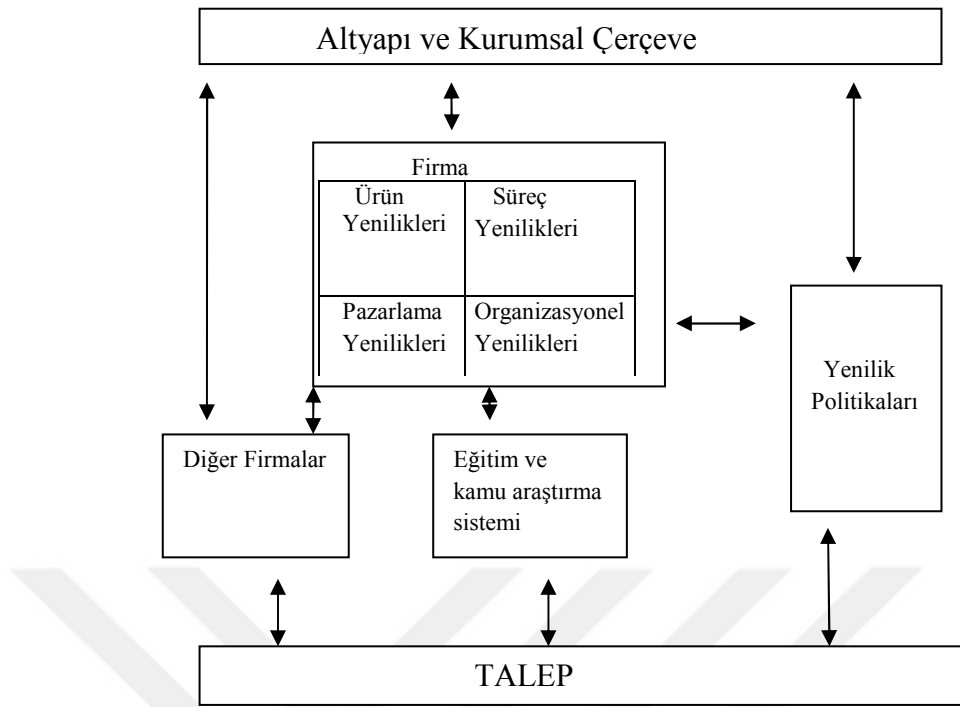 Altyapı ve Kurumsal Çerçeve
Firma
Ürün
Yenilikleri
Süreç
Yenilikleri
Pazarlama
Yenilikleri
Organizasyonel
Yenilikleri
Yenilik
Politikaları
Diğer Firmalar
Eğitim ve
kamu araştırma
sistemi
TALEP